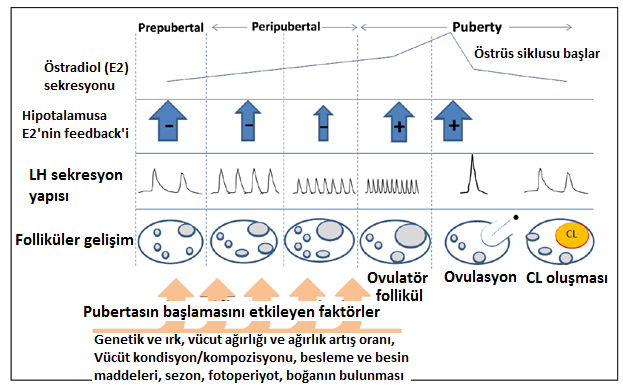 Prepubertal Peripubertal Puberty
Östradiol (E2)
sekresyonu
Östrüs siklusu başlar
Hipotalamusa
E2'nin feedback'i
- - - + +
LH sekresyon
yapısı
Folliküler gelişim
CL
Ovulatör
follikül
Ovulasyon
CL oluşması
Pubertasın başlamasını etkileyen faktörler
Genetik ve ırk, vücut ağırlığı ve ağırlık artış oranı,
Vücüt kondisyon/kompozisyonu, besleme ve besin
maddeleri, sezon, fotoperiyot, boğanın bulunması